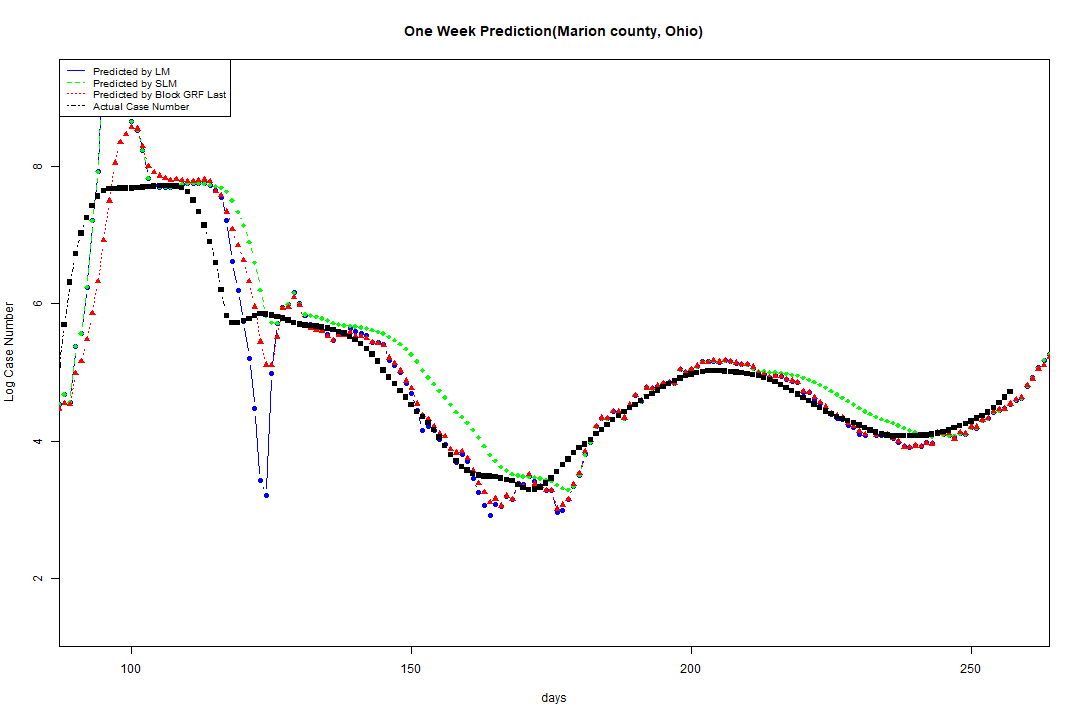 One Week Prediction(Marion county, Ohio)
Predicted by LM
Predicted by SLM
Predicted by Block GRF Last
Actual Case Number
Log Case Number
8
6
4
2
100
150
200
250
days